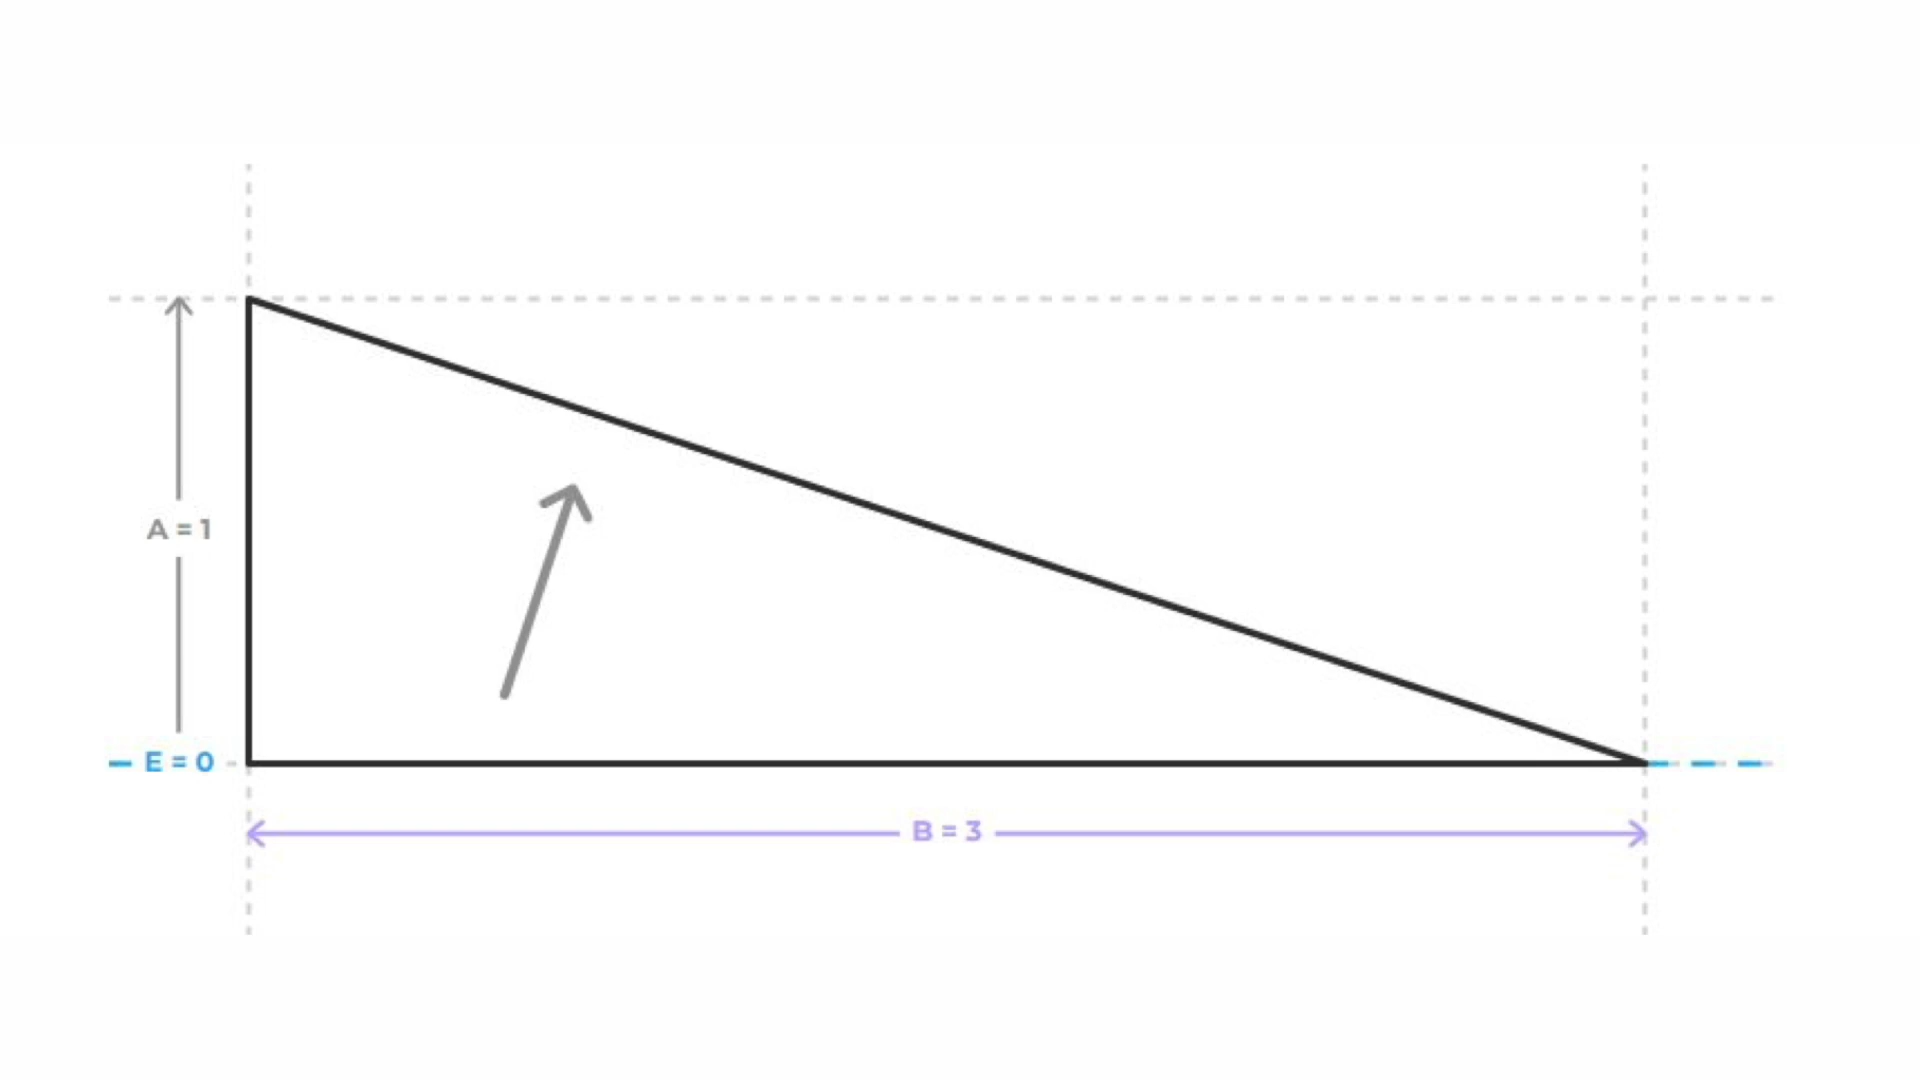 A = 1
E = 0
B = 3